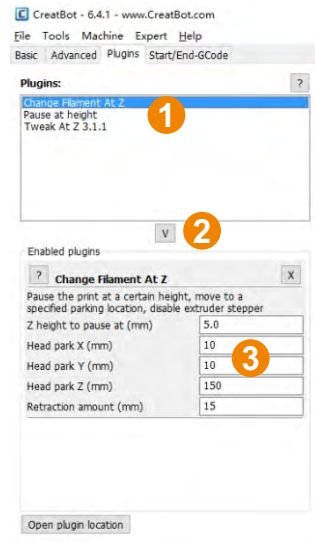 C CreatBot - 6.4.1 - www.CreatBot.com
File Tools Machine Expert Help
Basic Advanced Plugins Start/End-GCode
Plugins: ?
Change Filament At Z
Pause at height
Tweak At Z 3.1.1
1
V 2
Enabled plugins
? Change Filament At Z X
Pause the print at a certain height, move to a
specified parking location, disable extruder stepper
Z height to pause at (mm) 5.0
Head park X (mm) 10
Head park Y (mm) 10
3
Head park Z (mm) 150
Retraction amount (mm) 15
Open plugin location